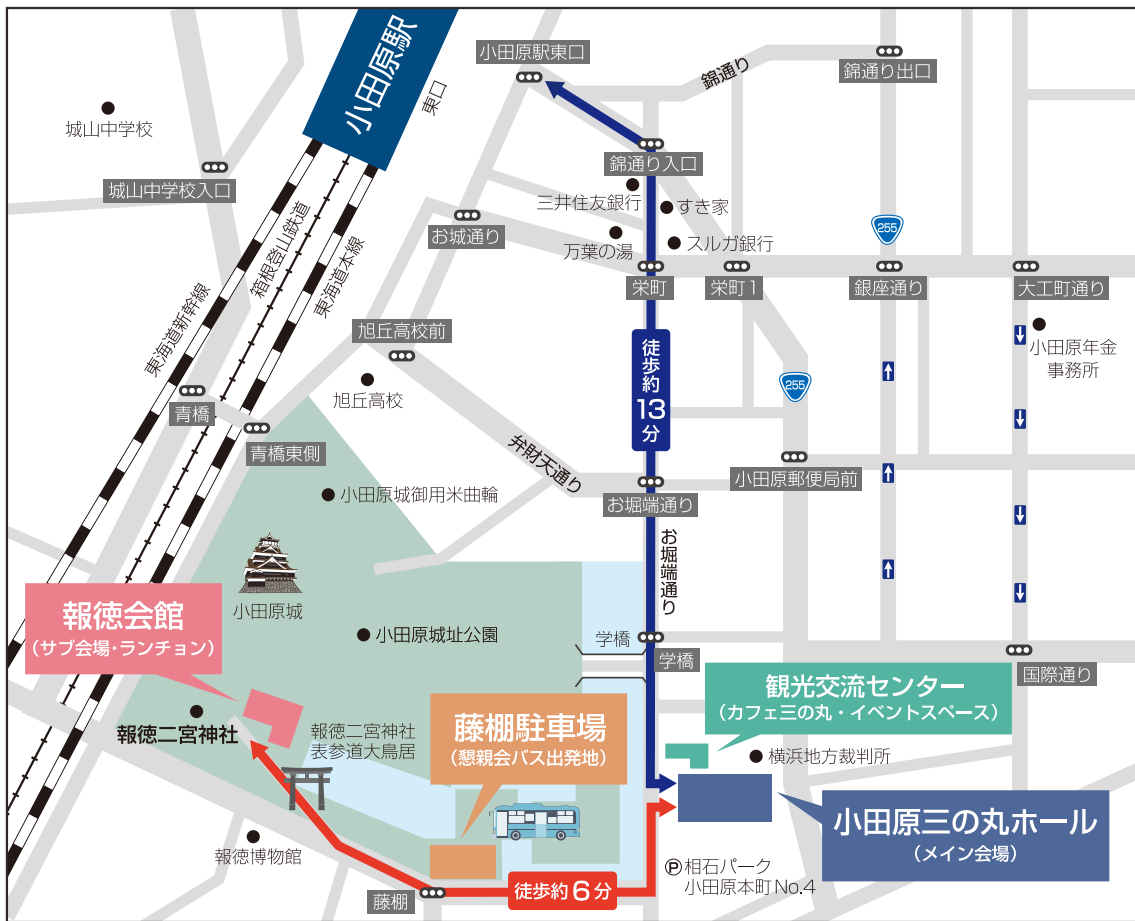 小田原駅
東口
小田原駅東口
錦通り
錦通り出口
城山中学校
城山中学校入口
錦通り入口
三井住友銀行
すき家
お城通り
万葉の湯
スルガ銀行
255
栄町
栄町1
銀座通り
大工町通り
東海道新幹線
箱根登山鉄道
東海道本線
旭丘高校前
旭丘高校
小田原年金
事務所
徒歩約
13
分
255
青橋
青橋東側
弁財天通り
小田原郵便局前
小田原城御用米曲輪
お堀端通り
お堀端通り
小田原城
報徳会館
(サブ会場・ランチョン)
小田原城址公園
学橋
学橋
国際通り
観光交流センター
(カフェ三の丸・イベントスペース)
報徳二宮神社
報徳二宮神社
表参道大鳥居
藤棚駐車場
(懇親会バス出発地)
横浜地方裁判所
小田原三の丸ホール
(メイン会場)
報徳博物館
P 相石パーク
小田原本町No.4
藤棚
徒歩約6分